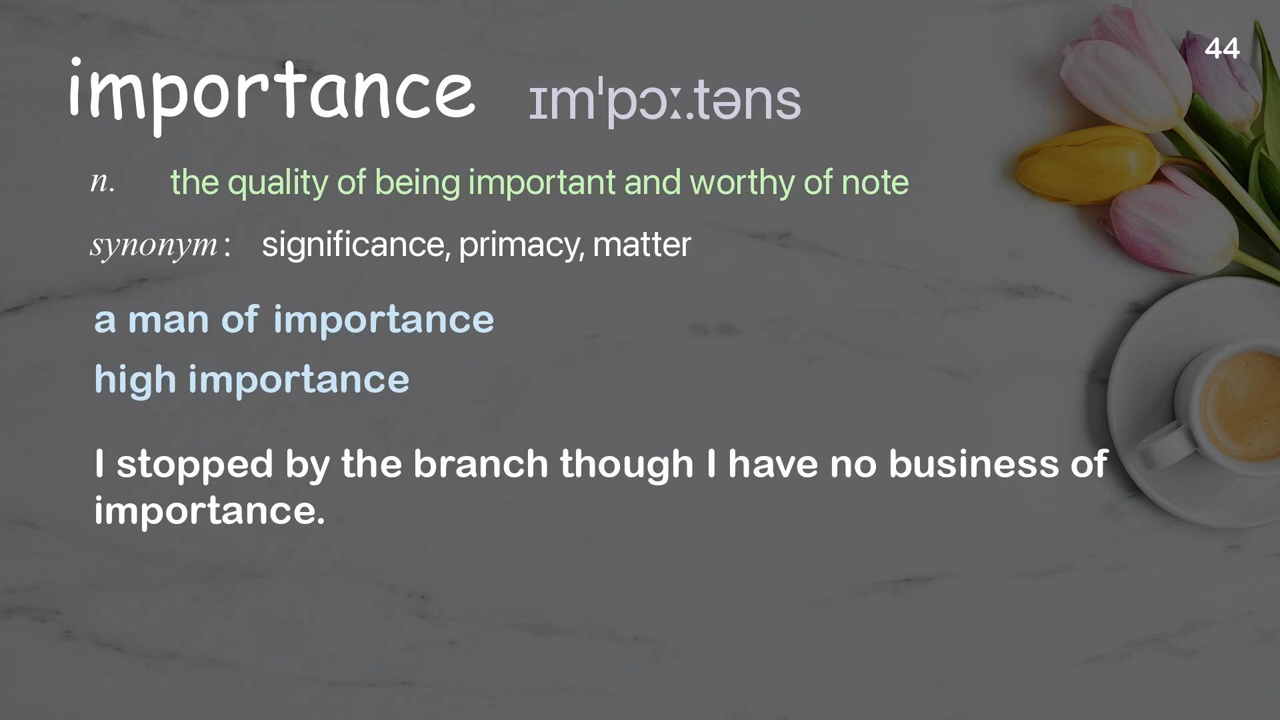 44
importance ɪmˈpɔː.təns
n. the quality of being important and worthy of note
synonym: significance, primacy, matter
a man of importance
high importance
I stopped by the branch though I have no business of
importance.